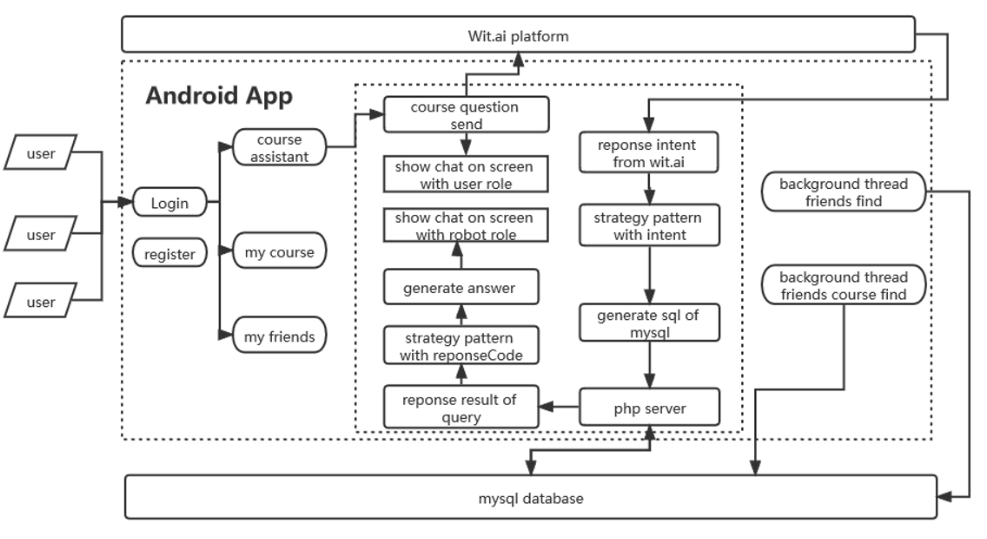 Wit.ai platform
Android App
user
user
user
Login
register
course
assistant
my course
my friends
course question
send
show chat on screen
with user role
show chat on screen
with robot role
generate answer
strategy pattern
with reponseCode
reponse result of
query
reponse intent
from wit.ai
strategy pattern
with intent
generate sql of
mysql
php server
background thread
friends find
background thread
friends course find
mysql database